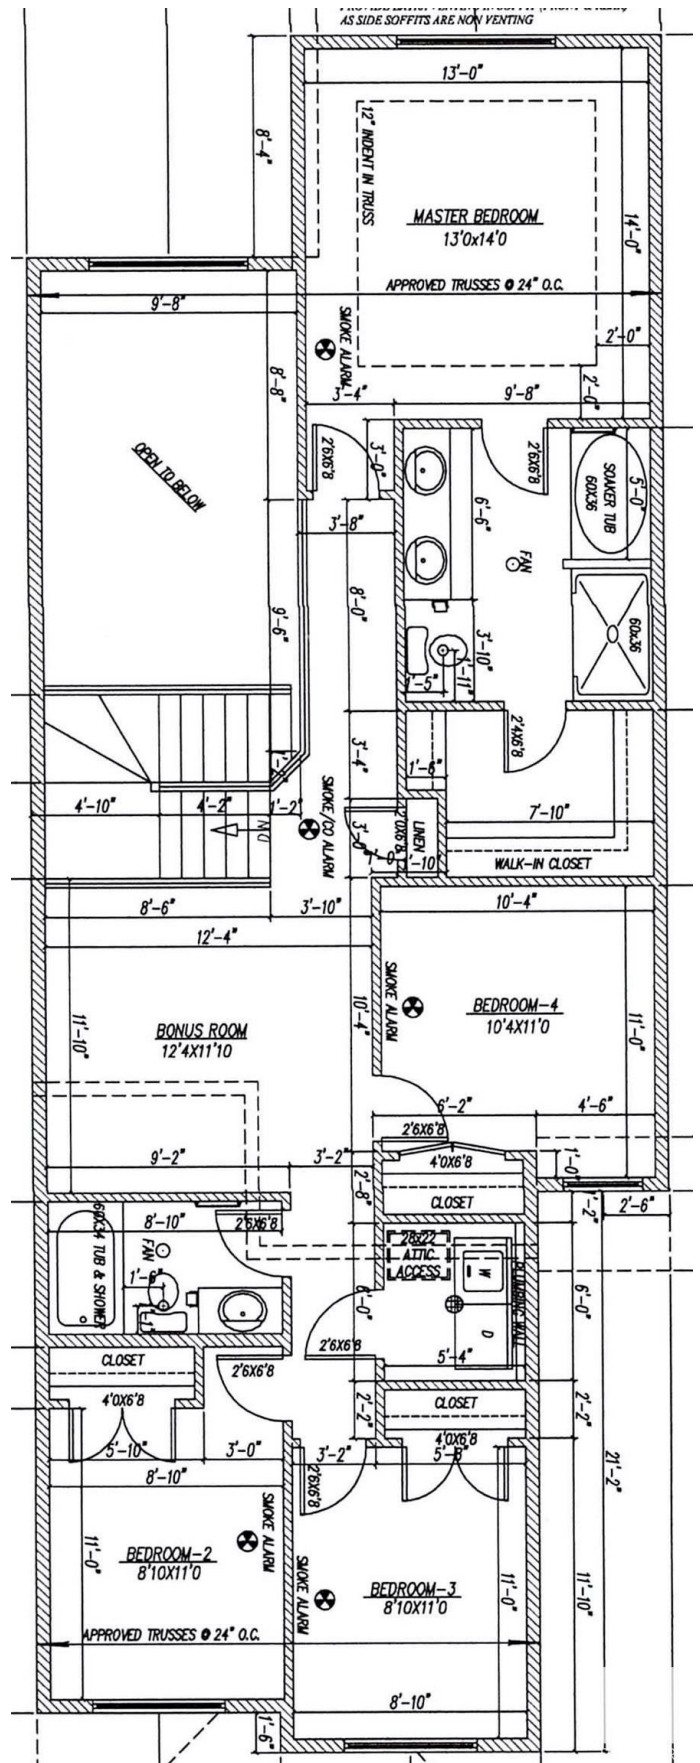 AS SIDE SOFFITS ARE NON VENTING
13'-0"
8'-4"
12" INDENT IN TRUSS
MASTER BEDROOM
13'0x14'0
14'-0"
APPROVED TRUSSES @ 24" O.C.
9'-8"
2'-0"
SMOKE ALARM
8'-8"
2'-0"
3'-4"
9'-8"
OPEN TO BELOW
2'6X6'8
3'-0"
2'6X6'8
SOAKER TUB
60X36
5'-0"
6'-6"
3'-8"
FAN
8'-0"
9'-6"
60x36
3'-10"
1'-5"
1'-11"
2'4X6'8
3'-4"
1'-6"
SMOKE/CO ALARM
4'-10"
4'-2"
1'-2"
7'-10"
DN
3'-0"
2'0X6'8
LINEN
1'-0"
1'-10"
WALK-IN CLOSET
8'-6"
3'-10"
10'-4"
12'-4"
SMOKE ALARM
BEDROOM-4
10'4X11'0
11'-0"
BONUS ROOM
12'4X11'10
11'-10"
10'-4"
6'-2"
4'-6"
2'6X6'8
4'0X6'8
1'-0"
9'-2"
3'-2"
2'-8"
CLOSET
1'-2"
2'-6"
60X34 TUB & SHOWER
8'-10"
2'6X6'8
FAN
1'-6"
28x22
ATTIC
ACCESS
W
PLUMBING WALL
6'-0"
6'-0"
D
CLOSET
2'6X6'8
2'6X6'8
5'-4"
4'0X6'8
2'-2"
CLOSET
2'-2"
4'0X6'8
5'-10"
3'-0"
3'-2"
5'-8"
2'6X6'8
21'-2"
8'-10"
SMOKE ALARM
11'-0"
BEDROOM-2
8'10X11'0
SMOKE ALARM
BEDROOM-3
8'10X11'0
11'-0"
11'-10"
APPROVED TRUSSES @ 24" O.C.
8'-10"
1'-6"